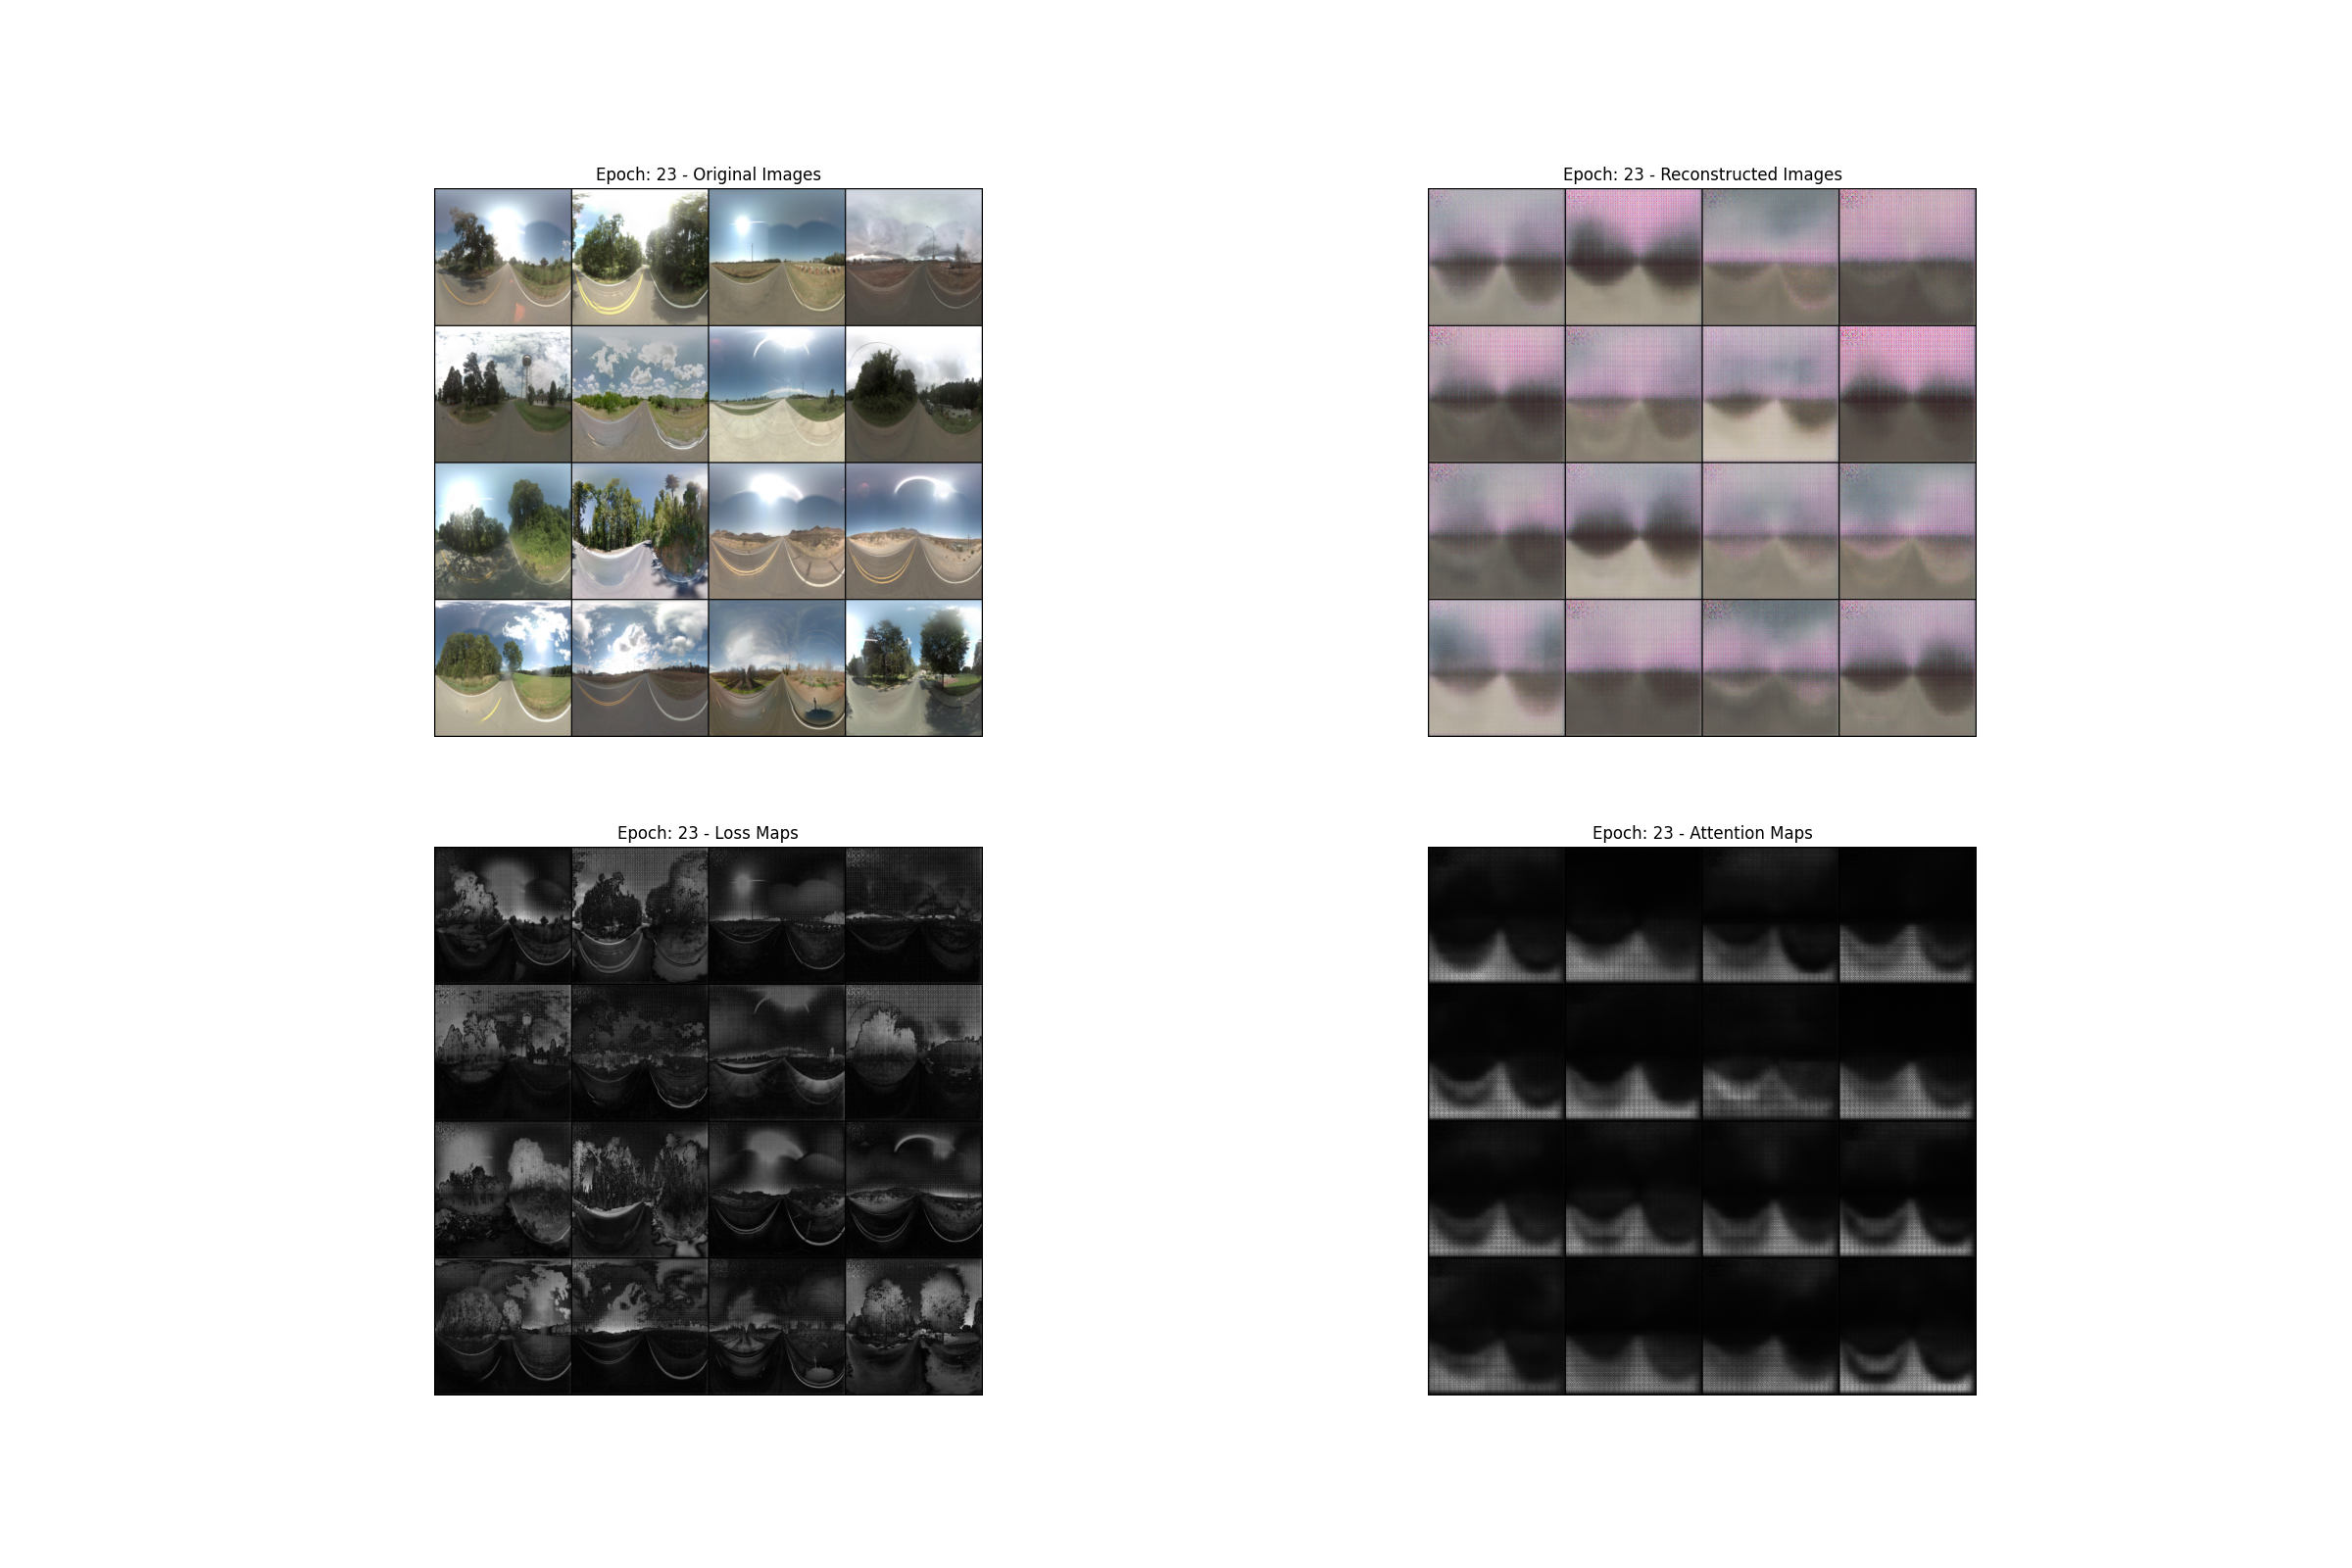 Epoch: 23 - Original Images
Epoch: 23 - Reconstructed Images
Epoch: 23 - Loss Maps
Epoch: 23 - Attention Maps